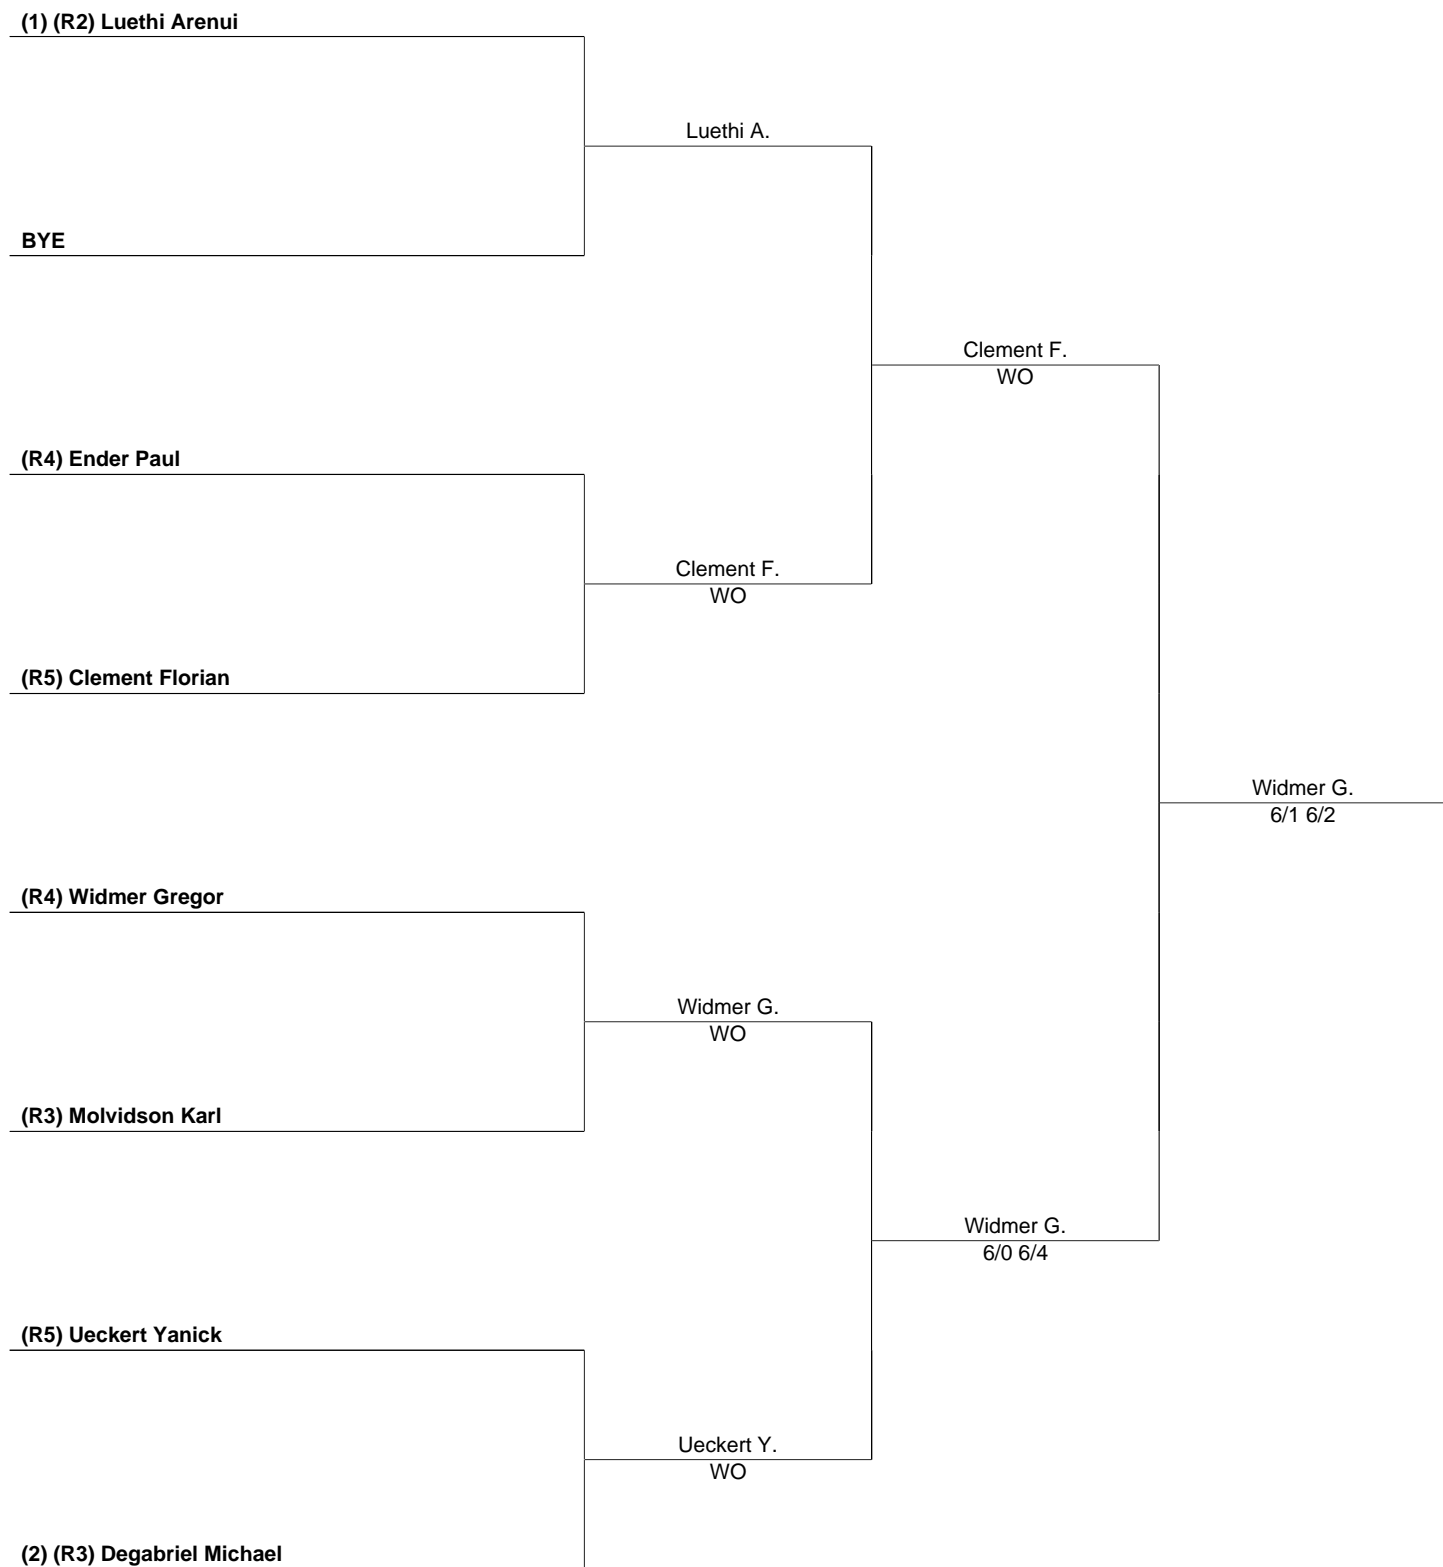 (1) (R2) Luethi Arenui
Luethi A.
BYE
Clement F.
WO
(R4) Ender Paul
Clement F.
WO
(R5) Clement Florian
Widmer G.
6/1 6/2
(R4) Widmer Gregor
Widmer G.
WO
(R3) Molvidson Karl
Widmer G.
6/0 6/4
(R5) Ueckert Yanick
Ueckert Y.
WO
(2) (R3) Degabriel Michael